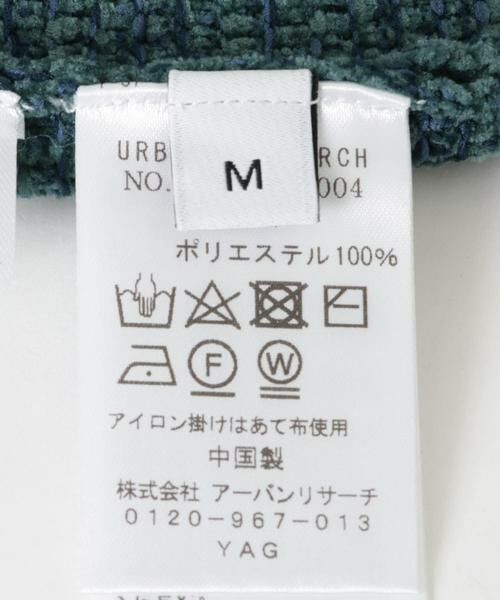 M
URB RCH
NO. 004
ポリエステル100%
F W
アイロン掛けはあて布使用
中国製
株式会社 アーバンリサーチ
0120-967-013
YAG